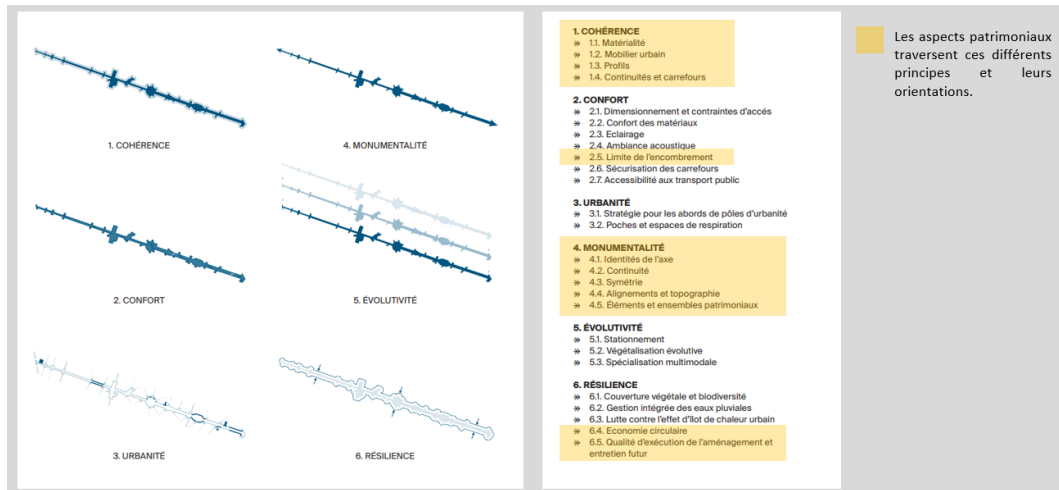 1. COHÉRENCE
4. MONUMENTALITÉ
2. CONFORT
5. ÉVOLUTIVITÉ
3. URBANITÉ
6. RÉSILIENCE
1. COHÉRENCE
» 1.1. Matérialité
» 1.2. Mobilier urbain
» 1.3. Profils
» 1.4. Continuités et carrefours
2. CONFORT
» 2.1. Dimensionnement et contraintes d'accés
» 2.2. Confort des matériaux
» 2.3. Eclairage
» 2.4. Ambiance acoustique
» 2.5. Limite de l'encombrement
» 2.6. Sécurisation des carrefours
» 2.7. Accessibilité aux transport public
3. URBANITÉ
» 3.1. Stratégie pour les abords de pôles d'urbanité
» 3.2. Poches et espaces de respiration
4. MONUMENTALITÉ
» 4.1. Identités de l'axe
» 4.2. Continuité
» 4.3. Symétrie
» 4.4. Alignements et topographie
» 4.5. Éléments et ensembles patrimoniaux
5. ÉVOLUTIVITÉ
» 5.1. Stationnement
» 5.2. Végétalisation évolutive
» 5.3. Spécialisation multimodale
6. RÉSILIENCE
» 6.1. Couverture végétale et biodiversité
» 6.2. Gestion intégrée des eaux pluviales
» 6.3. Lutte contre l'effet d'îlot de chaleur urbain
» 6.4. Economie circulaire
» 6.5. Qualité d'exécution de l'aménagement et
entretien futur
Les aspects patrimoniaux
traversent ces différents
principes et leurs
orientations.